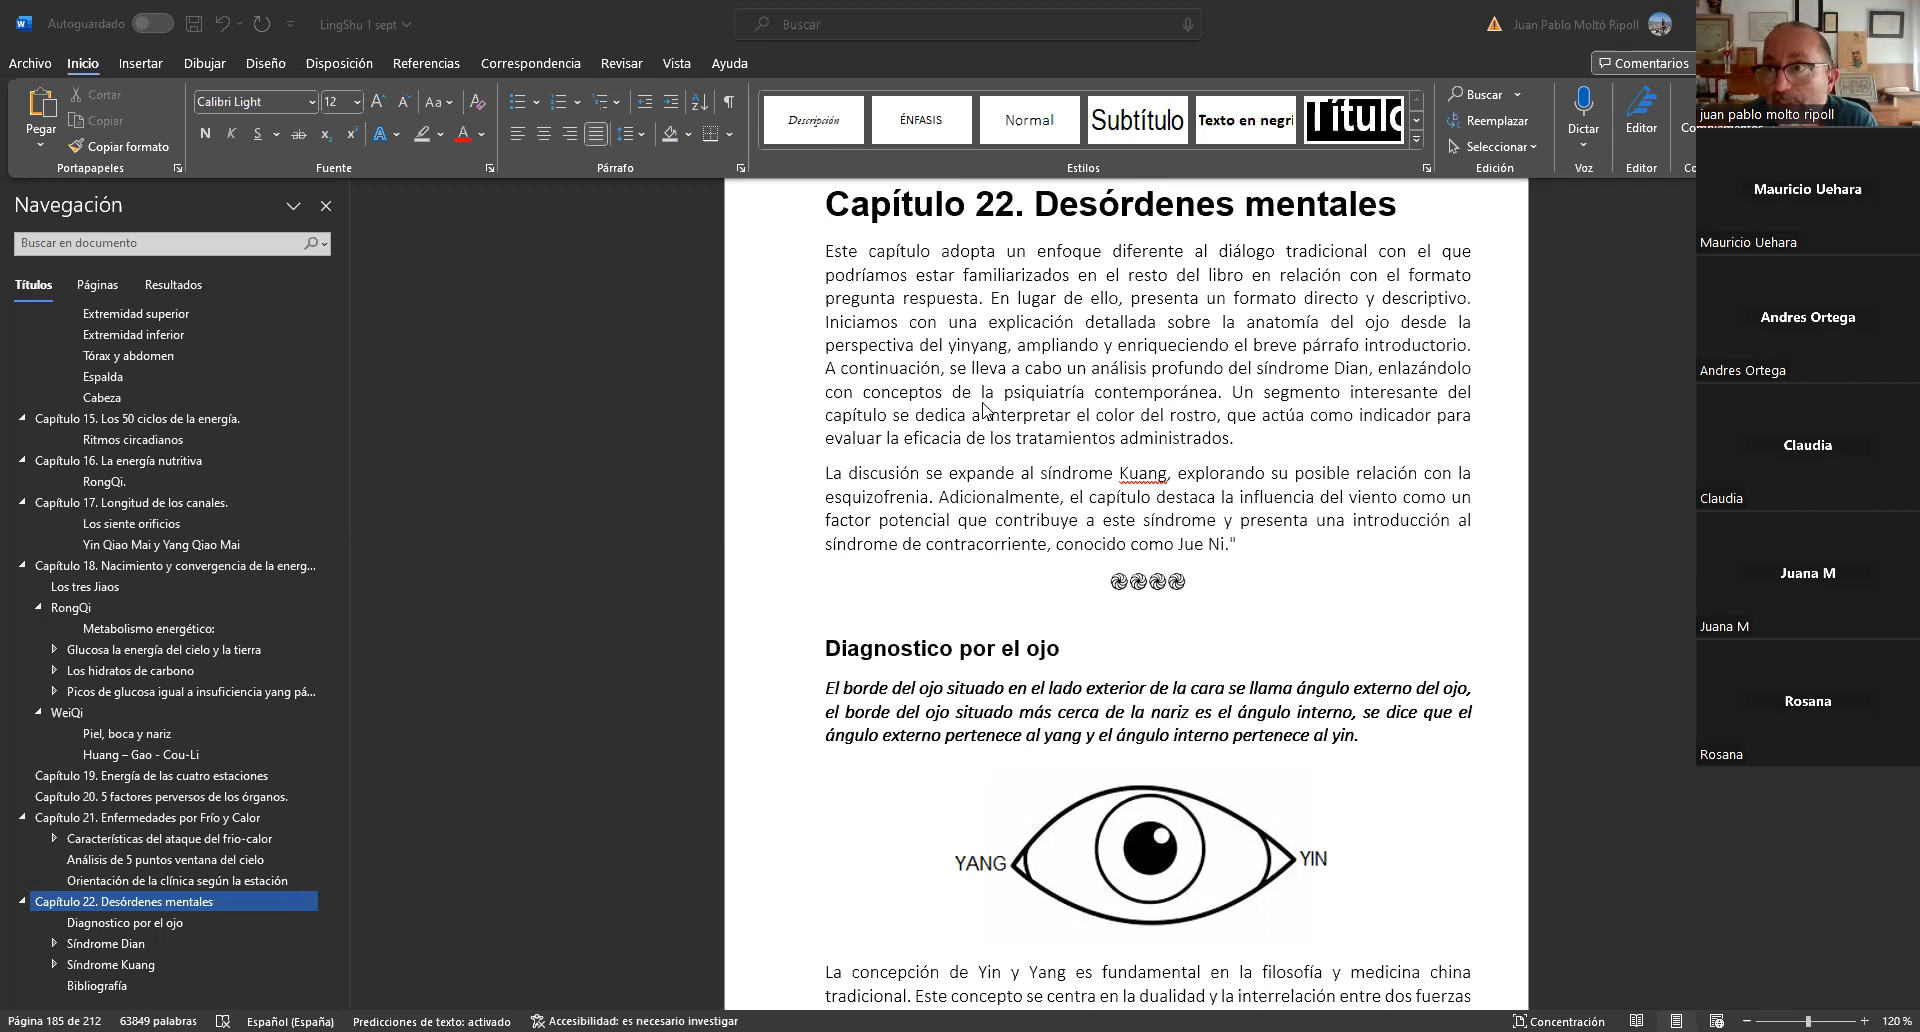 Autoguardado
LingShu 1 sept
Buscar
Juan Pablo Moltó Ripoll
Archivo Inicio Insertar Dibujar Diseño Disposición Referencias Correspondencia Revisar Vista Ayuda
Comentarios
Pegar
Cortar
Copiar
Copiar formato
Portapapeles
Calibri Light 12
Aa
N K S ab x₂ x²
Fuente
Párrafo
Descripción
ÉNFASIS
Normal
Subtítulo
Texto en negri
Título
Estilos
Buscar
Reemplazar
Seleccionar
Edición
Dictar
Voz
Editor
Editor
juan pablo molto ripoll
Mauricio Uehara
Mauricio Uehara
Andres Ortega
Andres Ortega
Claudia
Claudia
Juana M
Juana M
Rosana
Rosana
Navegación
Buscar en documento
Títulos Páginas Resultados
Extremidad superior
Extremidad inferior
Tórax y abdomen
Espalda
Cabeza
Capítulo 15. Los 50 ciclos de la energía.
Ritmos circadianos
Capítulo 16. La energía nutritiva
RongQi.
Capítulo 17. Longitud de los canales.
Los siente orificios
Yin Qiao Mai y Yang Qiao Mai
Capítulo 18. Nacimiento y convergencia de la energ...
Los tres Jiaos
RongQi
Metabolismo energético:
Glucosa la energía del cielo y la tierra
Los hidratos de carbono
Picos de glucosa igual a insuficiencia yang pá...
WeiQi
Piel, boca y nariz
Huang – Gao - Cou-Li
Capítulo 19. Energía de las cuatro estaciones
Capítulo 20. 5 factores perversos de los órganos.
Capítulo 21. Enfermedades por Frío y Calor
Características del ataque del frio-calor
Análisis de 5 puntos ventana del cielo
Orientación de la clínica según la estación
Capítulo 22. Desórdenes mentales
Diagnostico por el ojo
Síndrome Dian
Síndrome Kuang
Bibliografía
Capítulo 22. Desórdenes mentales
Este capítulo adopta un enfoque diferente al diálogo tradicional con el que
podríamos estar familiarizados en el resto del libro en relación con el formato
pregunta respuesta. En lugar de ello, presenta un formato directo y descriptivo.
Iniciamos con una explicación detallada sobre la anatomía del ojo desde la
perspectiva del yinyang, ampliando y enriqueciendo el breve párrafo introductorio.
A continuación, se lleva a cabo un análisis profundo del síndrome Dian, enlazándolo
con conceptos de la psiquiatría contemporánea. Un segmento interesante del
capítulo se dedica a interpretar el color del rostro, que actúa como indicador para
evaluar la eficacia de los tratamientos administrados.
La discusión se expande al síndrome Kuang, explorando su posible relación con la
esquizofrenia. Adicionalmente, el capítulo destaca la influencia del viento como un
factor potencial que contribuye a este síndrome y presenta una introducción al
síndrome de contracorriente, conocido como Jue Ni."
Diagnostico por el ojo
El borde del ojo situado en el lado exterior de la cara se llama ángulo externo del ojo,
el borde del ojo situado más cerca de la nariz es el ángulo interno, se dice que el
ángulo externo pertenece al yang y el ángulo interno pertenece al yin.
YANG
YIN
La concepción de Yin y Yang es fundamental en la filosofía y medicina china
tradicional. Este concepto se centra en la dualidad y la interrelación entre dos fuerzas
Página 185 de 212 63849 palabras Español (España) Predicciones de texto: activado Accesibilidad: es necesario investigar
Concentración 120 %